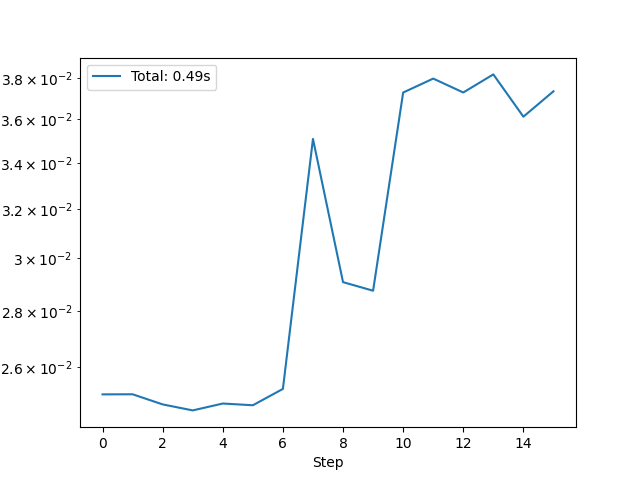 Total: 0.49s
3.8 × 10⁻²
3.6 × 10⁻²
3.4 × 10⁻²
3.2 × 10⁻²
3 × 10⁻²
2.8 × 10⁻²
2.6 × 10⁻²
0 2 4 6 8 10 12 14
Step